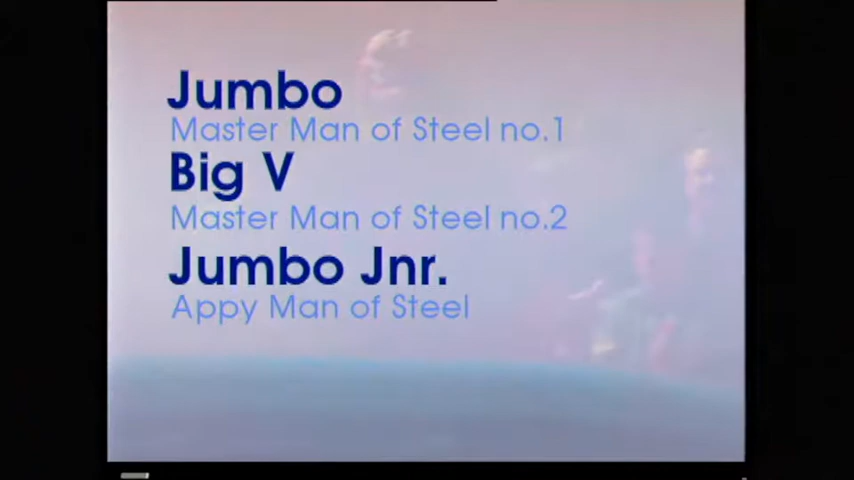 Jumbo
Master Man of Steel no.1
Big V
Master Man of Steel no.2
Jumbo Jnr.
Appy Man of Steel